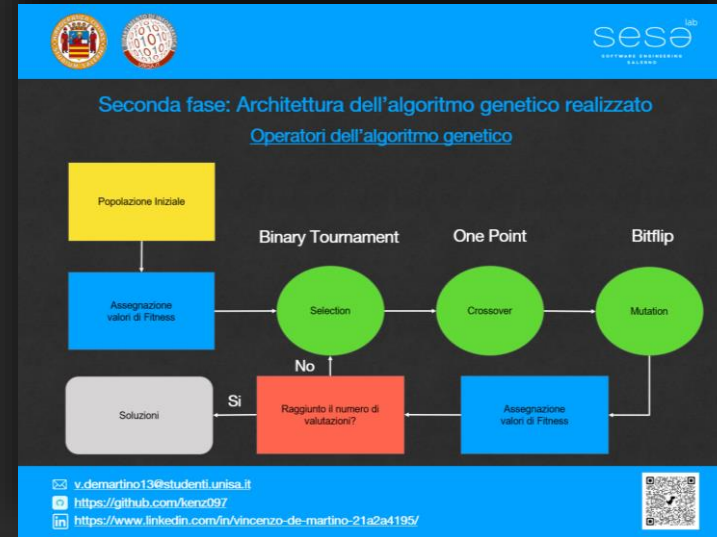 sesa lab
SOFTWARE ENGINEERING
SALERNO
Seconda fase: Architettura dell'algoritmo genetico realizzato
Operatori dell'algoritmo genetico
Popolazione Iniziale
Binary Tournament
One Point
Bitflip
Assegnazione
valori di Fitness
Selection
Crossover
Mutation
No
Soluzioni
Si
Raggiunto il numero di
valutazioni?
Assegnazione
valori di Fitness
v.demartino13@studenti.unisa.it
https://github.com/kenz097
in https://www.linkedin.com/in/vincenzo-de-martino-21a2a4195/